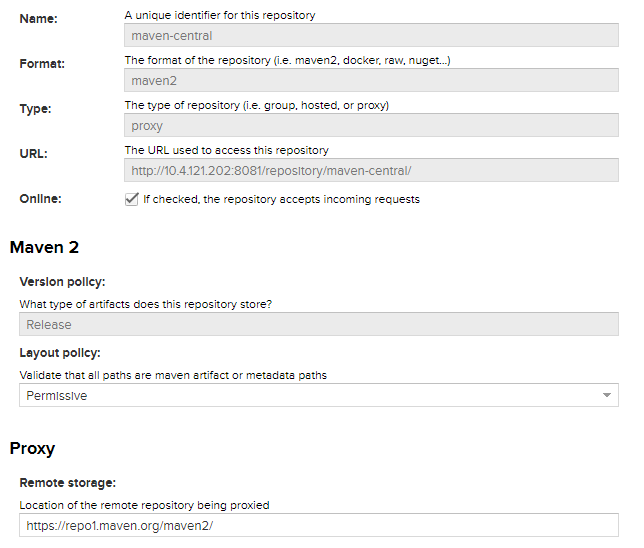 Name:
A unique identifier for this repository
maven-central
Format:
The format of the repository (i.e. maven2, docker, raw, nuget...)
maven2
Type:
The type of repository (i.e. group, hosted, or proxy)
proxy
URL:
The URL used to access this repository
http://10.4.121.202:8081/repository/maven-central/
Online:
If checked, the repository accepts incoming requests
Maven 2
Version policy:
What type of artifacts does this repository store?
Release
Layout policy:
Validate that all paths are maven artifact or metadata paths
Permissive
Proxy
Remote storage:
Location of the remote repository being proxied
https://repo1.maven.org/maven2/